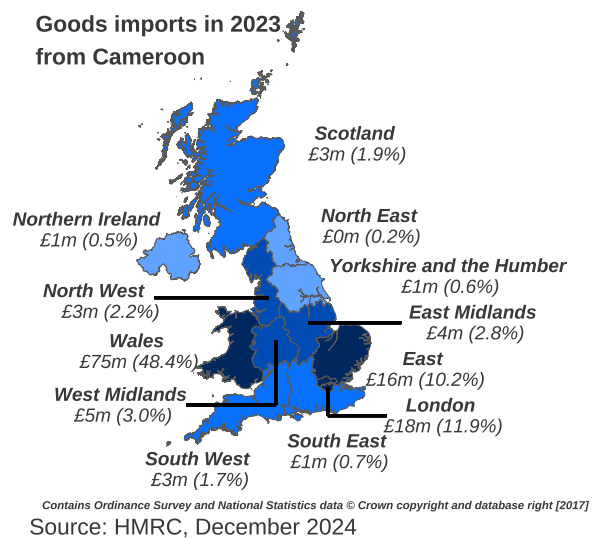 Goods imports in 2023
from Cameroon
Scotland
£3m (1.9%)
Northern Ireland
£1m (0.5%)
North East
£0m (0.2%)
Yorkshire and the Humber
£1m (0.6%)
North West
£3m (2.2%)
East Midlands
£4m (2.8%)
Wales
£75m (48.4%)
East
£16m (10.2%)
West Midlands
£5m (3.0%)
London
£18m (11.9%)
South East
£1m (0.7%)
South West
£3m (1.7%)
Contains Ordinance Survey and National Statistics data © Crown copyright and database right [2017]
Source: HMRC, December 2024